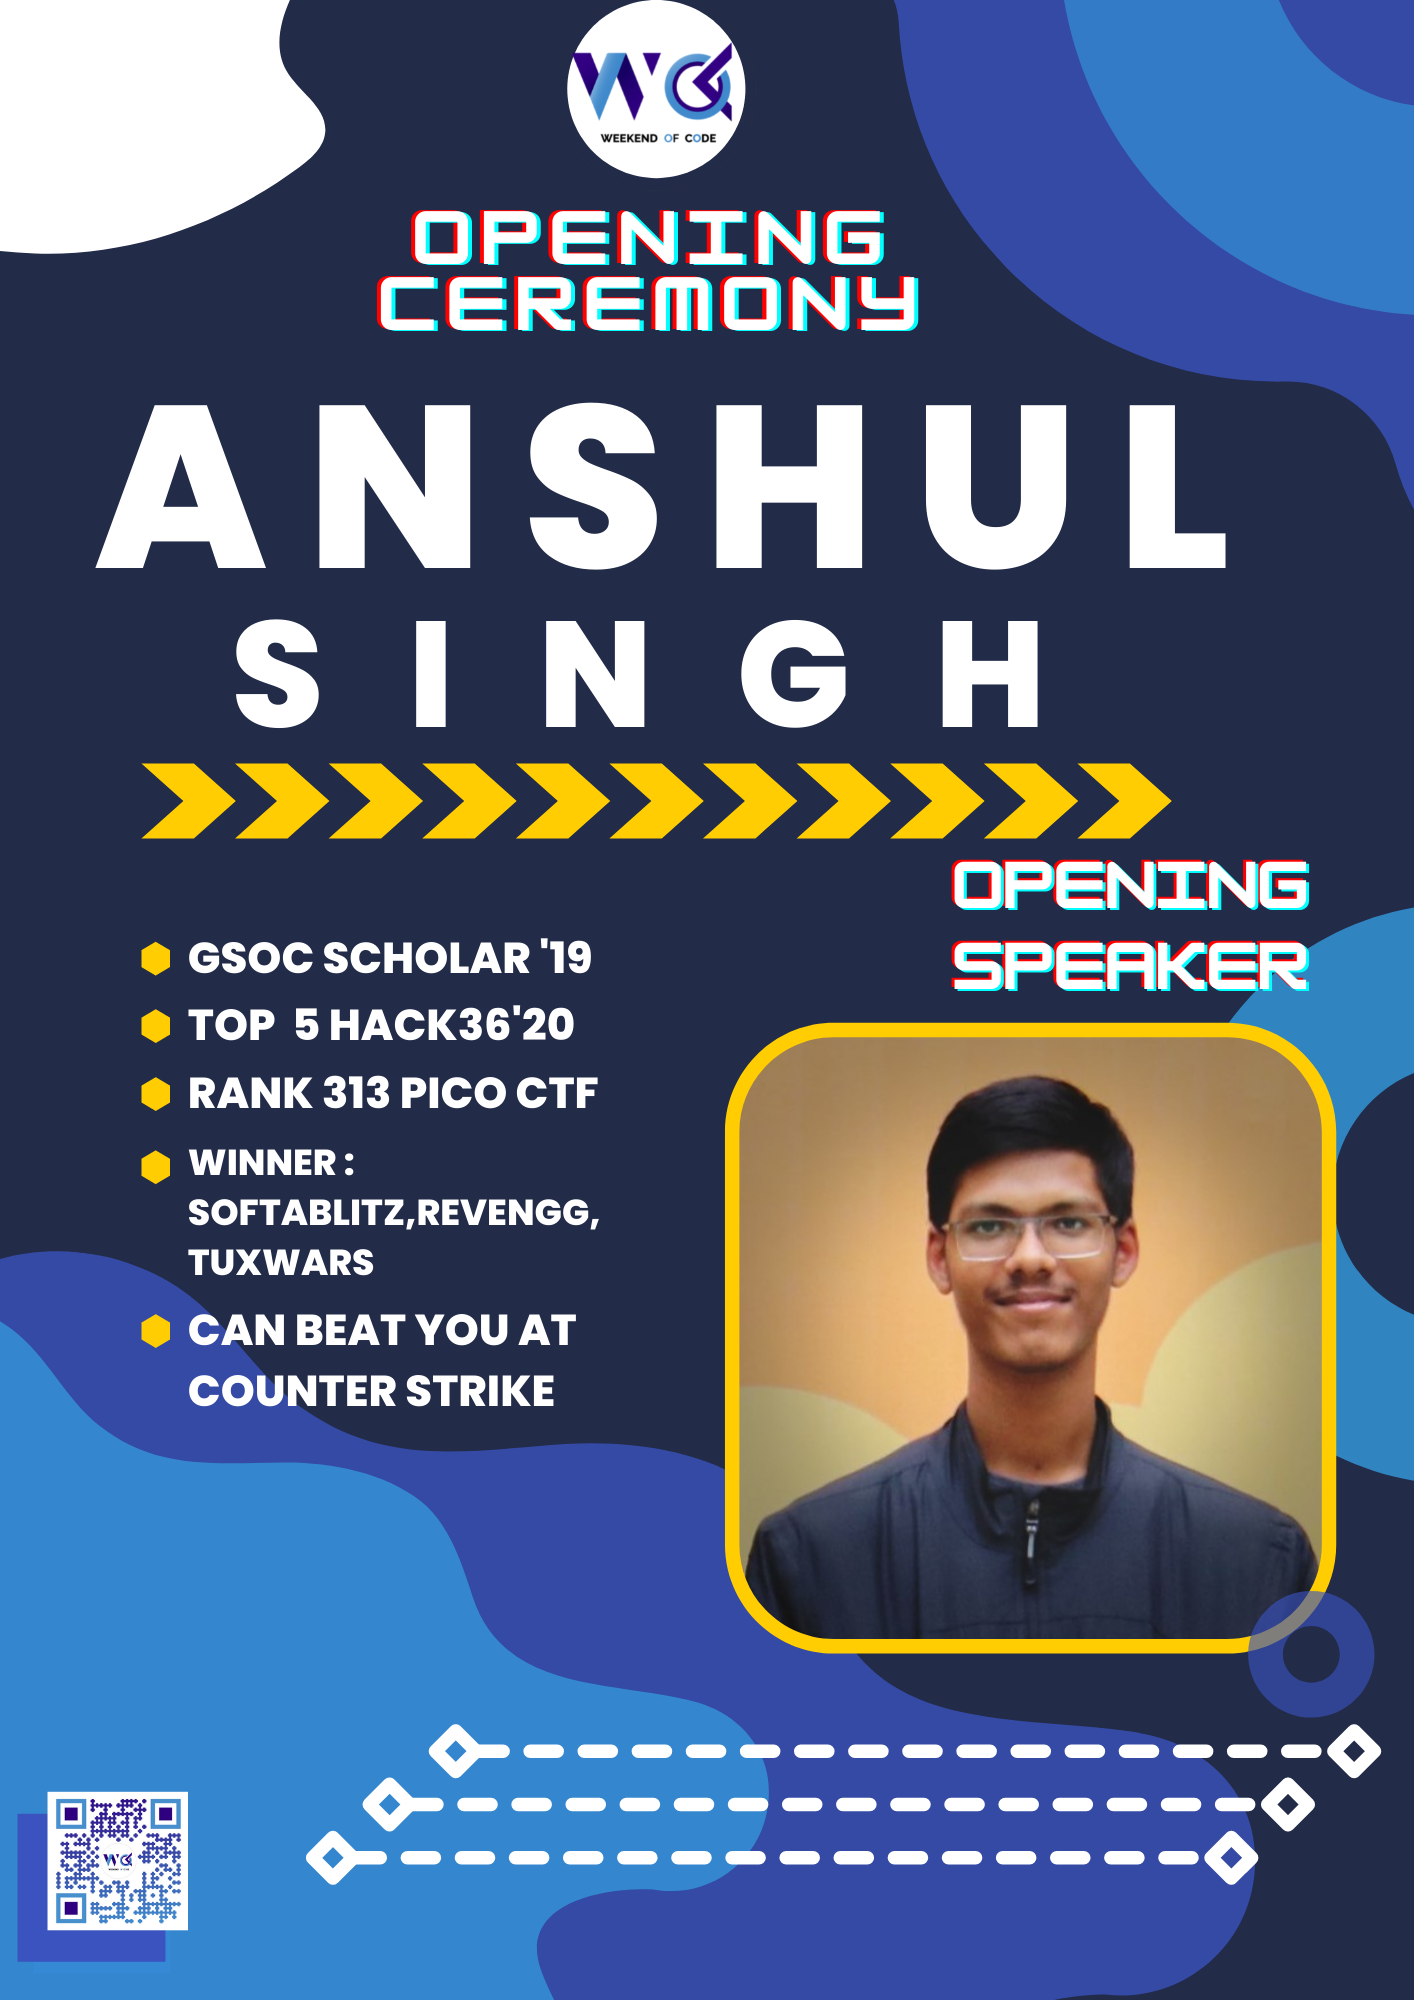 WEEKEND OF CODE
OPENING
CEREMONY
ANSHUL
SINGH
OPENING
SPEAKER
GSOC SCHOLAR '19
TOP 5 HACK36'20
RANK 313 PICO CTF
WINNER :
SOFTABLITZ,REVENGG,
TUXWARS
CAN BEAT YOU AT
COUNTER STRIKE